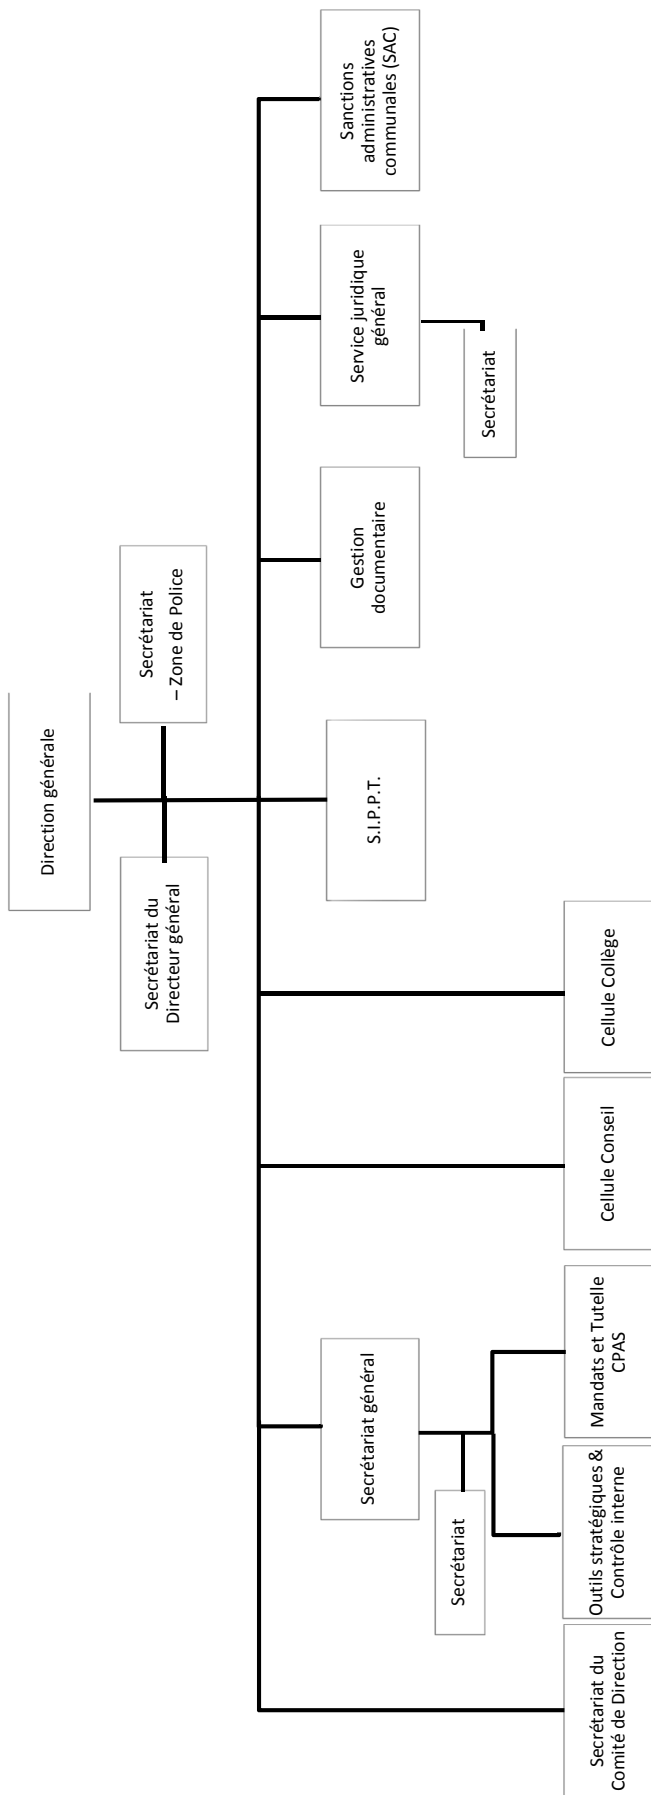 Direction générale
Secrétariat du
Directeur général
Secrétariat
– Zone de Police
Secrétariat général
S.I.P.P.T.
Gestion
documentaire
Service juridique
général
Sanctions
administratives
communales (SAC)
Secrétariat
Secrétariat
Secrétariat du
Comité de Direction
Outils stratégiques &
Contrôle interne
Mandats et Tutelle
CPAS
Cellule Conseil
Cellule Collège